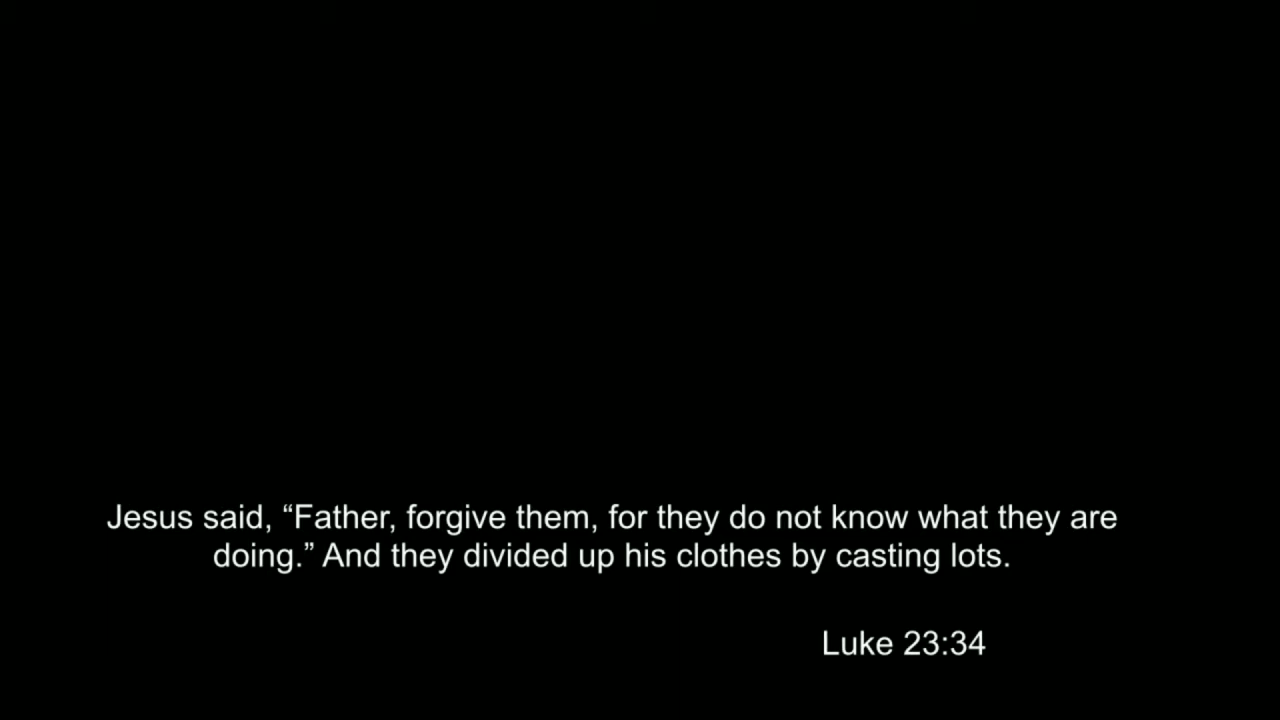 Jesus said, “Father, forgive them, for they do not know what they are
doing.” And they divided up his clothes by casting lots.
Luke 23:34